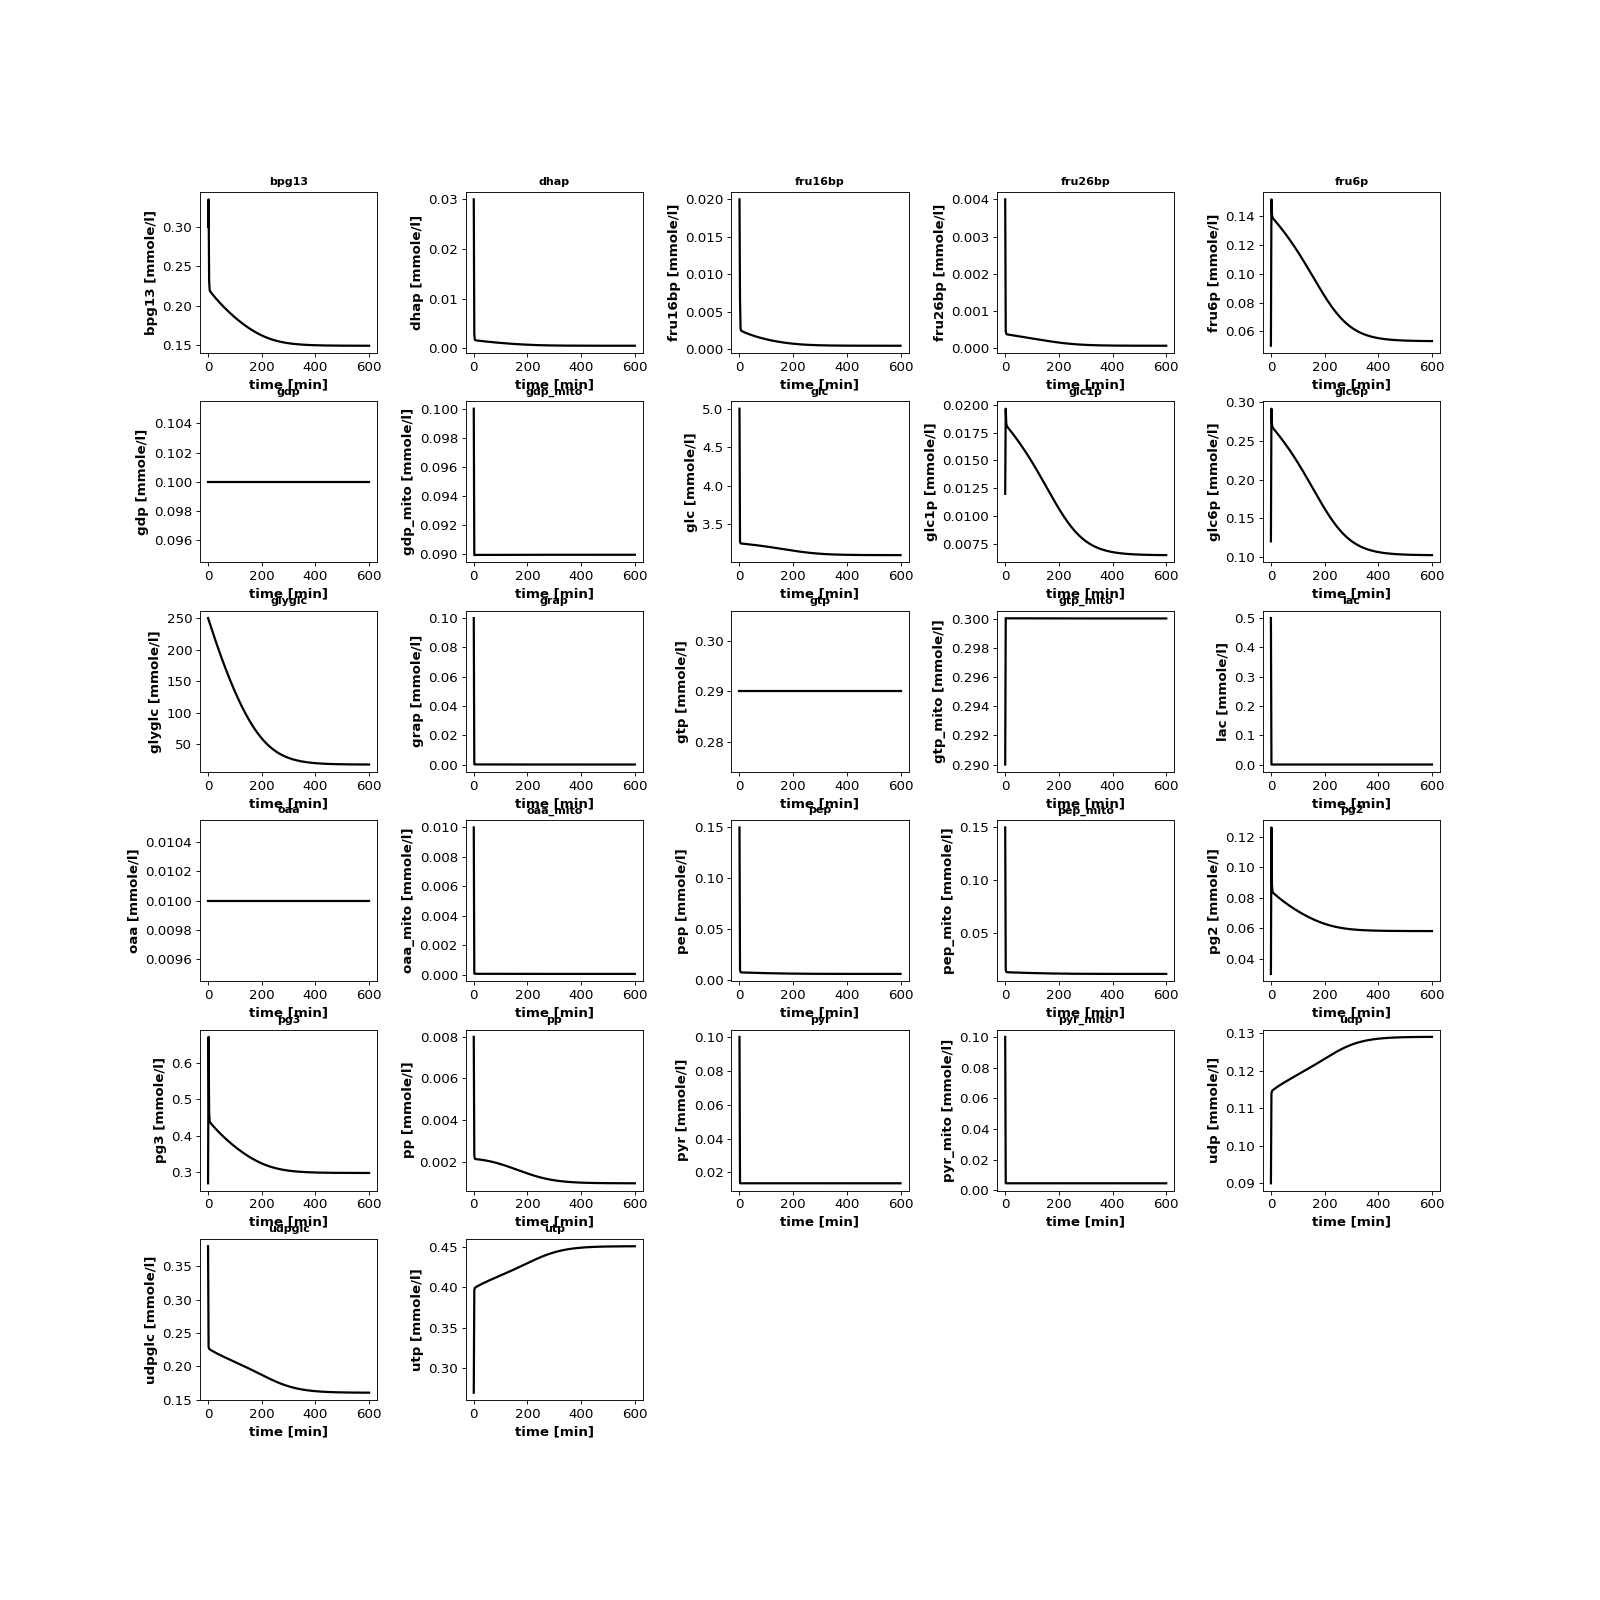 bpg13 dhap fru16bp fru26bp fru6p
bpg13 [mmole/l]
0.30
0.25
0.20
0.15
0 200 400 600
time [min]
dhap [mmole/l]
0.03
0.02
0.01
0.00
0 200 400 600
time [min]
fru16bp [mmole/l]
0.020
0.015
0.010
0.005
0.000
0 200 400 600
time [min]
fru26bp [mmole/l]
0.004
0.003
0.002
0.001
0.000
0 200 400 600
time [min]
fru6p [mmole/l]
0.14
0.12
0.10
0.08
0.06
0 200 400 600
time [min]
gdp gdp_mito glc glc1p glc6p
gdp [mmole/l]
0.104
0.102
0.100
0.098
0.096
0 200 400 600
time [min]
gdp_mito [mmole/l]
0.100
0.098
0.096
0.094
0.092
0.090
0 200 400 600
time [min]
glc [mmole/l]
5.0
4.5
4.0
3.5
0 200 400 600
time [min]
glc1p [mmole/l]
0.0200
0.0175
0.0150
0.0125
0.0100
0.0075
0 200 400 600
time [min]
glc6p [mmole/l]
0.30
0.25
0.20
0.15
0.10
0 200 400 600
time [min]
glyglc grap gtp gtp_mito lac
glyglc [mmole/l]
250
200
150
100
50
0 200 400 600
time [min]
grap [mmole/l]
0.10
0.08
0.06
0.04
0.02
0.00
0 200 400 600
time [min]
gtp [mmole/l]
0.30
0.29
0.28
0 200 400 600
time [min]
gtp_mito [mmole/l]
0.300
0.298
0.296
0.294
0.292
0.290
0 200 400 600
time [min]
lac [mmole/l]
0.5
0.4
0.3
0.2
0.1
0.0
0 200 400 600
time [min]
oaa oaa_mito pep pep_mito pg2
oaa [mmole/l]
0.0104
0.0102
0.0100
0.0098
0.0096
0 200 400 600
time [min]
oaa_mito [mmole/l]
0.010
0.008
0.006
0.004
0.002
0.000
0 200 400 600
time [min]
pep [mmole/l]
0.15
0.10
0.05
0.00
0 200 400 600
time [min]
pep_mito [mmole/l]
0.15
0.10
0.05
0 200 400 600
time [min]
pg2 [mmole/l]
0.12
0.10
0.08
0.06
0.04
0 200 400 600
time [min]
pg3 pp pyr pyr_mito udp
pg3 [mmole/l]
0.6
0.5
0.4
0.3
0 200 400 600
time [min]
pp [mmole/l]
0.008
0.006
0.004
0.002
0 200 400 600
time [min]
pyr [mmole/l]
0.10
0.08
0.06
0.04
0.02
0 200 400 600
time [min]
pyr_mito [mmole/l]
0.10
0.08
0.06
0.04
0.02
0.00
0 200 400 600
time [min]
udp [mmole/l]
0.13
0.12
0.11
0.10
0.09
0 200 400 600
time [min]
udpglc utp
udpglc [mmole/l]
0.35
0.30
0.25
0.20
0.15
0 200 400 600
time [min]
utp [mmole/l]
0.45
0.40
0.35
0.30
0 200 400 600
time [min]